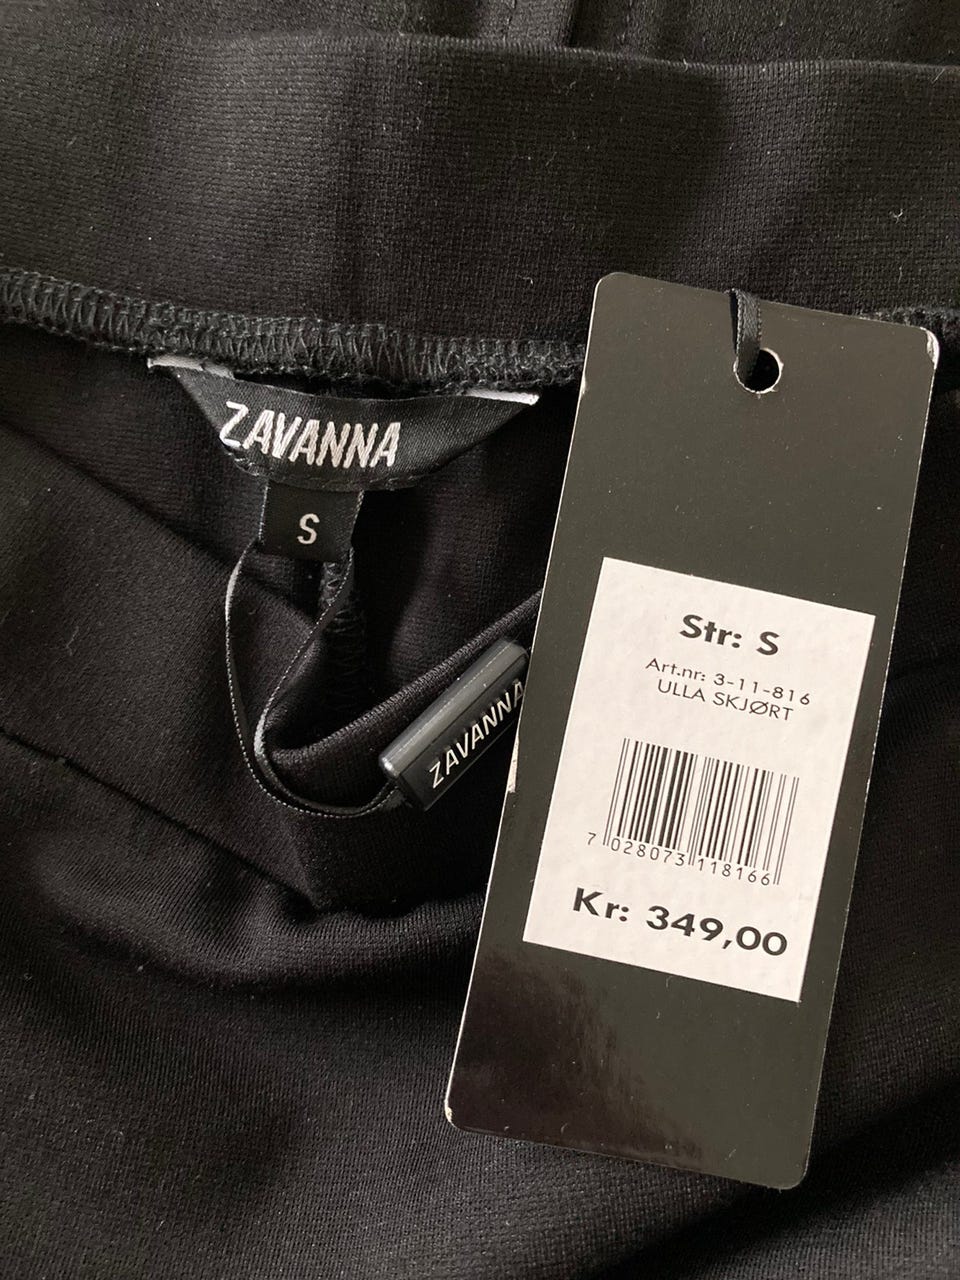 ZAVANNA
S
ZAVANNA
Str: S
Art.nr: 3-11-816
ULLA SKJØRT
7 028073 118166
Kr: 349,00